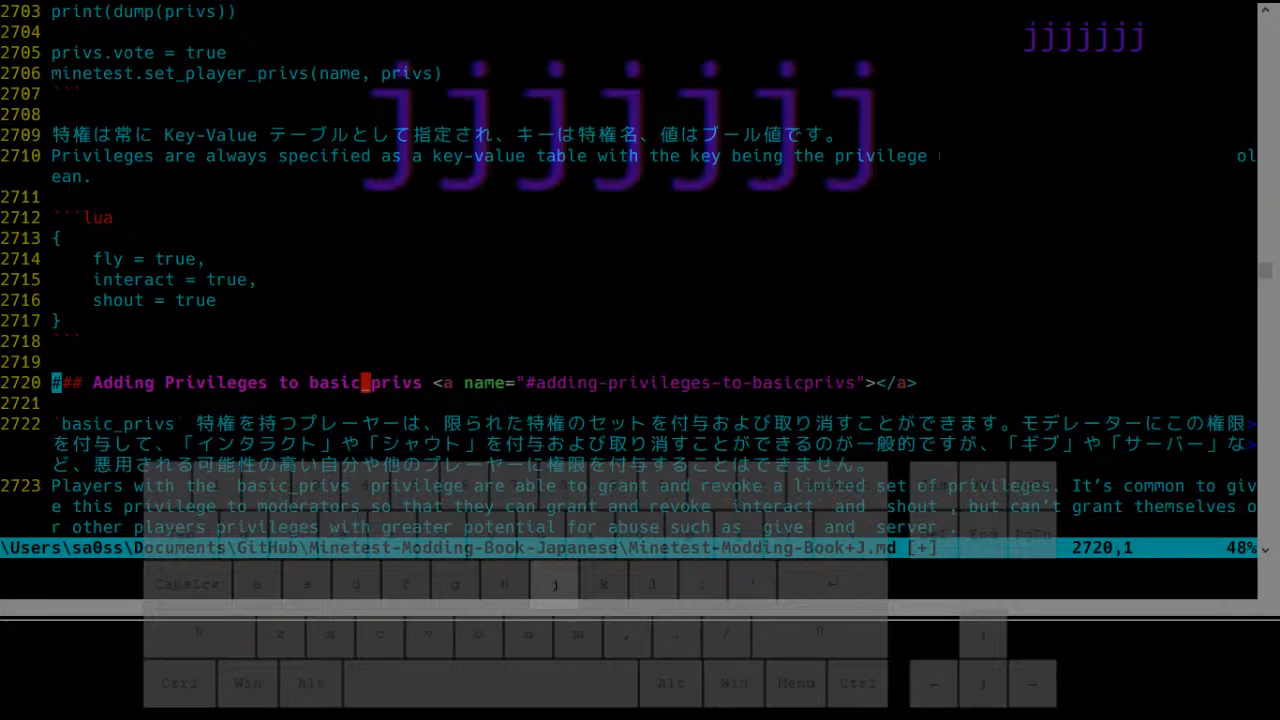 2703 print(dump(privs))
2704
jjjjjjj
2705 privs.vote = true
2706 minetest.set_player_privs(name, privs)
jjjjjjj
2707 ```
2708
2709 特権は常に Key-Value テーブルとして指定され、キーは特権名、値はブール値です。
2710 Privileges are always specified as a key-value table with the key being the privilege ol
ean.
2711
2712 ```lua
2713 {
2714     fly = true,
2715     interact = true,
2716     shout = true
2717 }
2718 ```
2719
2720 ### Adding Privileges to basic_privs <a name="#adding-privileges-to-basicprivs"></a>
2721
2722 `basic_privs` 特権を持つプレーヤーは、限られた特権のセットを付与および取り消すことができます。モデレーターにこの権限
を付与して、「インタラクト」や「シャウト」を付与および取り消すことができるのが一般的ですが、「ギブ」や「サーバー」な
ど、悪用される可能性の高い自分や他のプレーヤーに権限を付与することはできません。
2723 Players with the `basic_privs` privilege are able to grant and revoke a limited set of privileges. It's common to giv
e this privilege to moderators so that they can grant and revoke `interact` and `shout`, but can't grant themselves o
r other players privileges with greater potential for abuse such as `give` and `server`.
\Users\sa0ss\Documents\GitHub\Minetest-Modding-Book-Japanese\Minetest-Modding-Book+J.md [+] 2720,1 48%
CapsLck a s d f g h j k l ; ' ↵
z x c v b n m , . /
Ctrl Win Alt Alt Win Menu Ctrl ← ↓ →